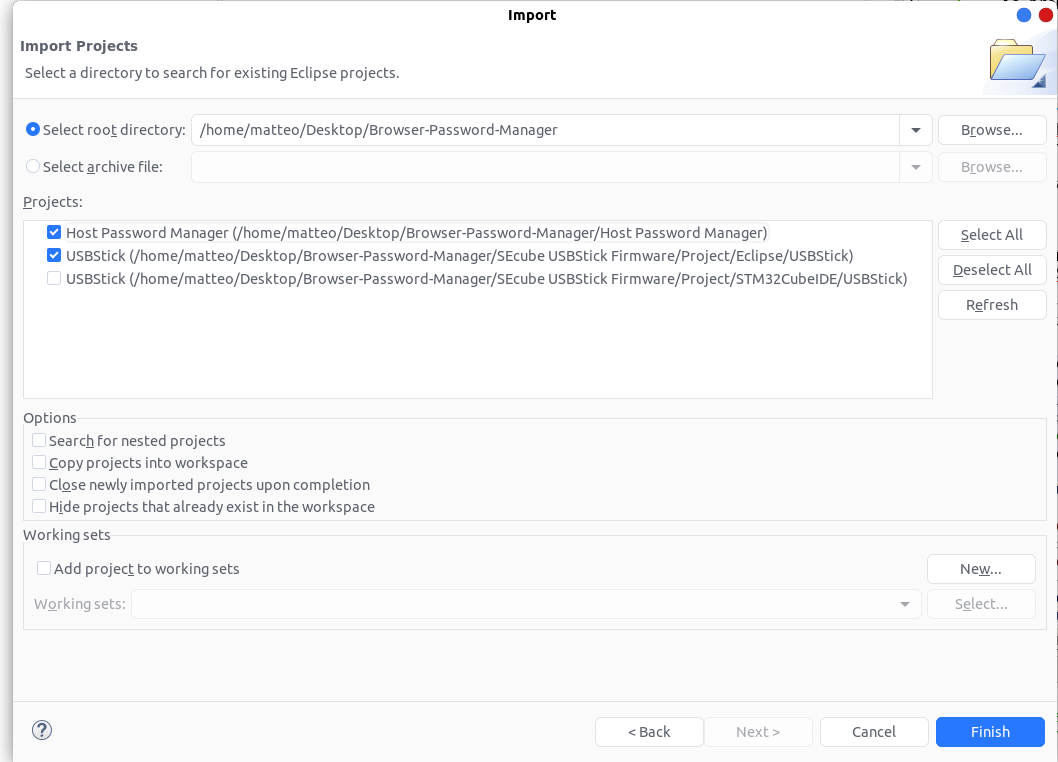 Import
Import Projects
Select a directory to search for existing Eclipse projects.
Select root directory: /home/matteo/Desktop/Browser-Password-Manager Browse...
Select archive file: Browse...
Projects:
Host Password Manager (/home/matteo/Desktop/Browser-Password-Manager/Host Password Manager)
USBStick (/home/matteo/Desktop/Browser-Password-Manager/SEcube USBStick Firmware/Project/Eclipse/USBStick)
USBStick (/home/matteo/Desktop/Browser-Password-Manager/SEcube USBStick Firmware/Project/STM32CubeIDE/USBStick)
Select All
Deselect All
Refresh
Options
Search for nested projects
Copy projects into workspace
Close newly imported projects upon completion
Hide projects that already exist in the workspace
Working sets
Add project to working sets New...
Working sets: Select...
? < Back Next > Cancel Finish